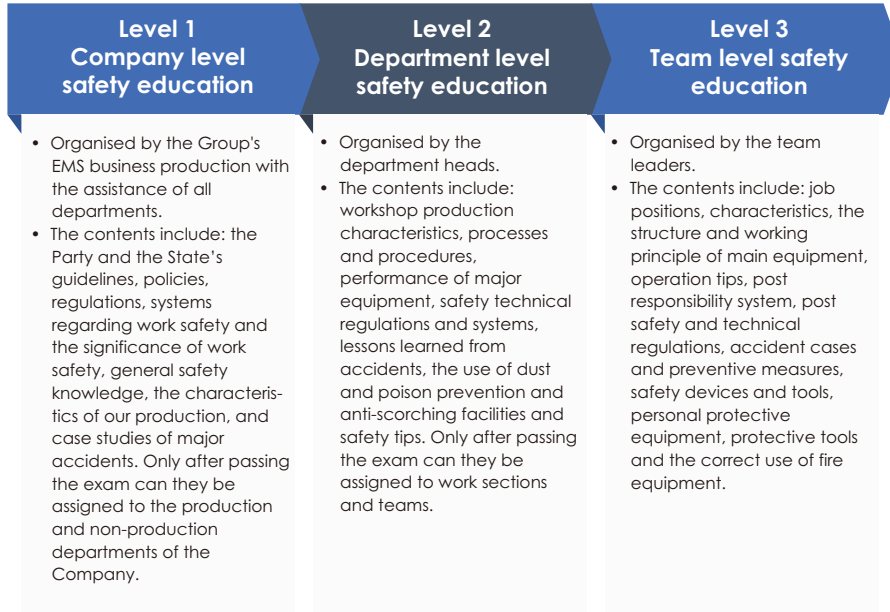 Level 1
Company level
safety education
• Organised by the Group's
EMS business production with
the assistance of all
departments.
• The contents include: the
Party and the State’s
guidelines, policies,
regulations, systems
regarding work safety and
the significance of work
safety, general safety
knowledge, the characteris-
tics of our production, and
case studies of major
accidents. Only after passing
the exam can they be
assigned to the production
and non-production
departments of the
Company.
Level 2
Department level
safety education
• Organised by the
department heads.
• The contents include:
workshop production
characteristics, processes
and procedures,
performance of major
equipment, safety technical
regulations and systems,
lessons learned from
accidents, the use of dust
and poison prevention and
anti-scorching facilities and
safety tips. Only after passing
the exam can they be
assigned to work sections
and teams.
Level 3
Team level safety
education
• Organised by the team
leaders.
• The contents include: job
positions, characteristics, the
structure and working
principle of main equipment,
operation tips, post
responsibility system, post
safety and technical
regulations, accident cases
and preventive measures,
safety devices and tools,
personal protective
equipment, protective tools
and the correct use of fire
equipment.